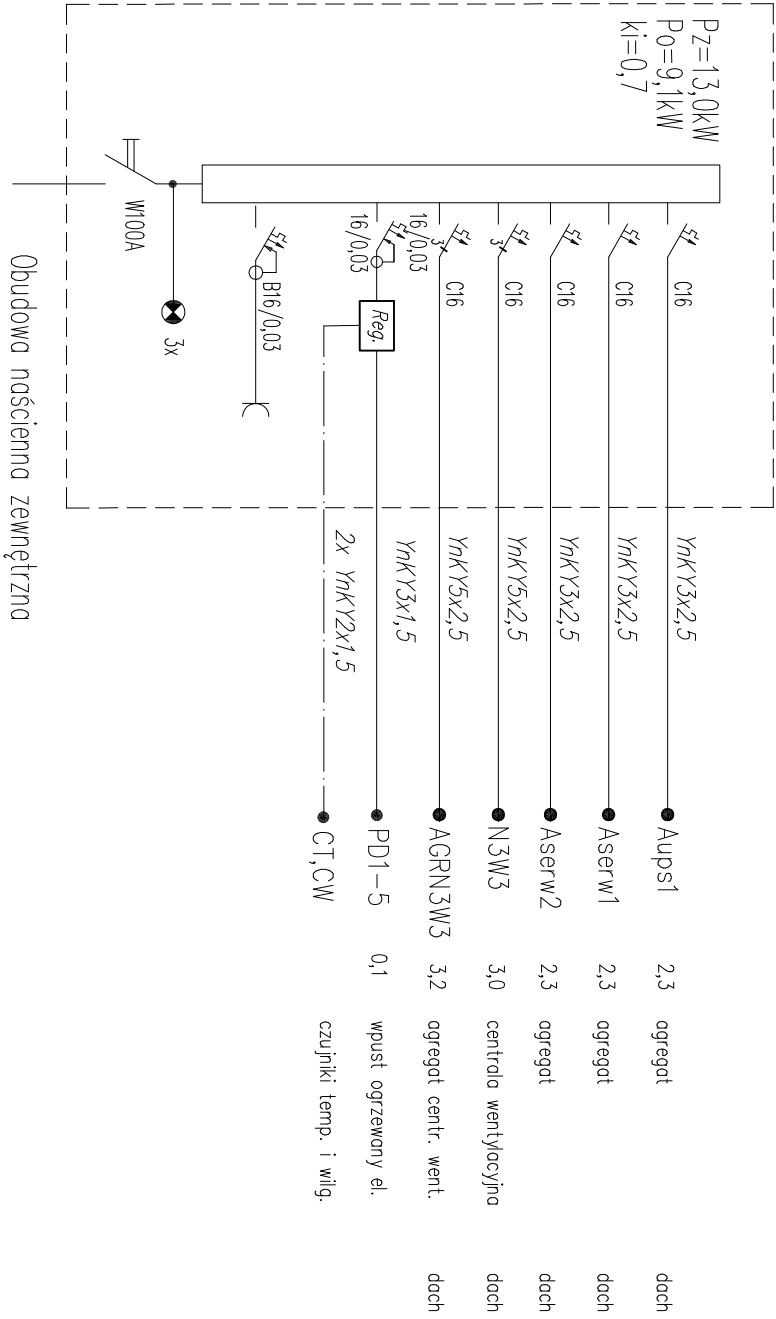 Pz=13,0kW
Po=9,1kW
ki=0,7
C16 YnKY3x2,5 Aups1 2,3 agregat dach
C16 YnKY3x2,5 Aserw1 2,3 agregat dach
C16 YnKY3x2,5 Aserw2 2,3 agregat dach
3 C16 YnKY5x2,5 N3W3 3,0 centrala wentylacyjna dach
3 C16 YnKY5x2,5 AGRN3W3 3,2 agregat centr. went. dach
16/0,03
16/0,03 Reg. YnKY3x1,5 PD1-5 0,1 wpust ogrzewany el.
2x YnKY2x1,5 CT,CW czujniki temp. i wilg.
B16/0,03
3x
W100A
Obudowa naścienna zewnętrzna